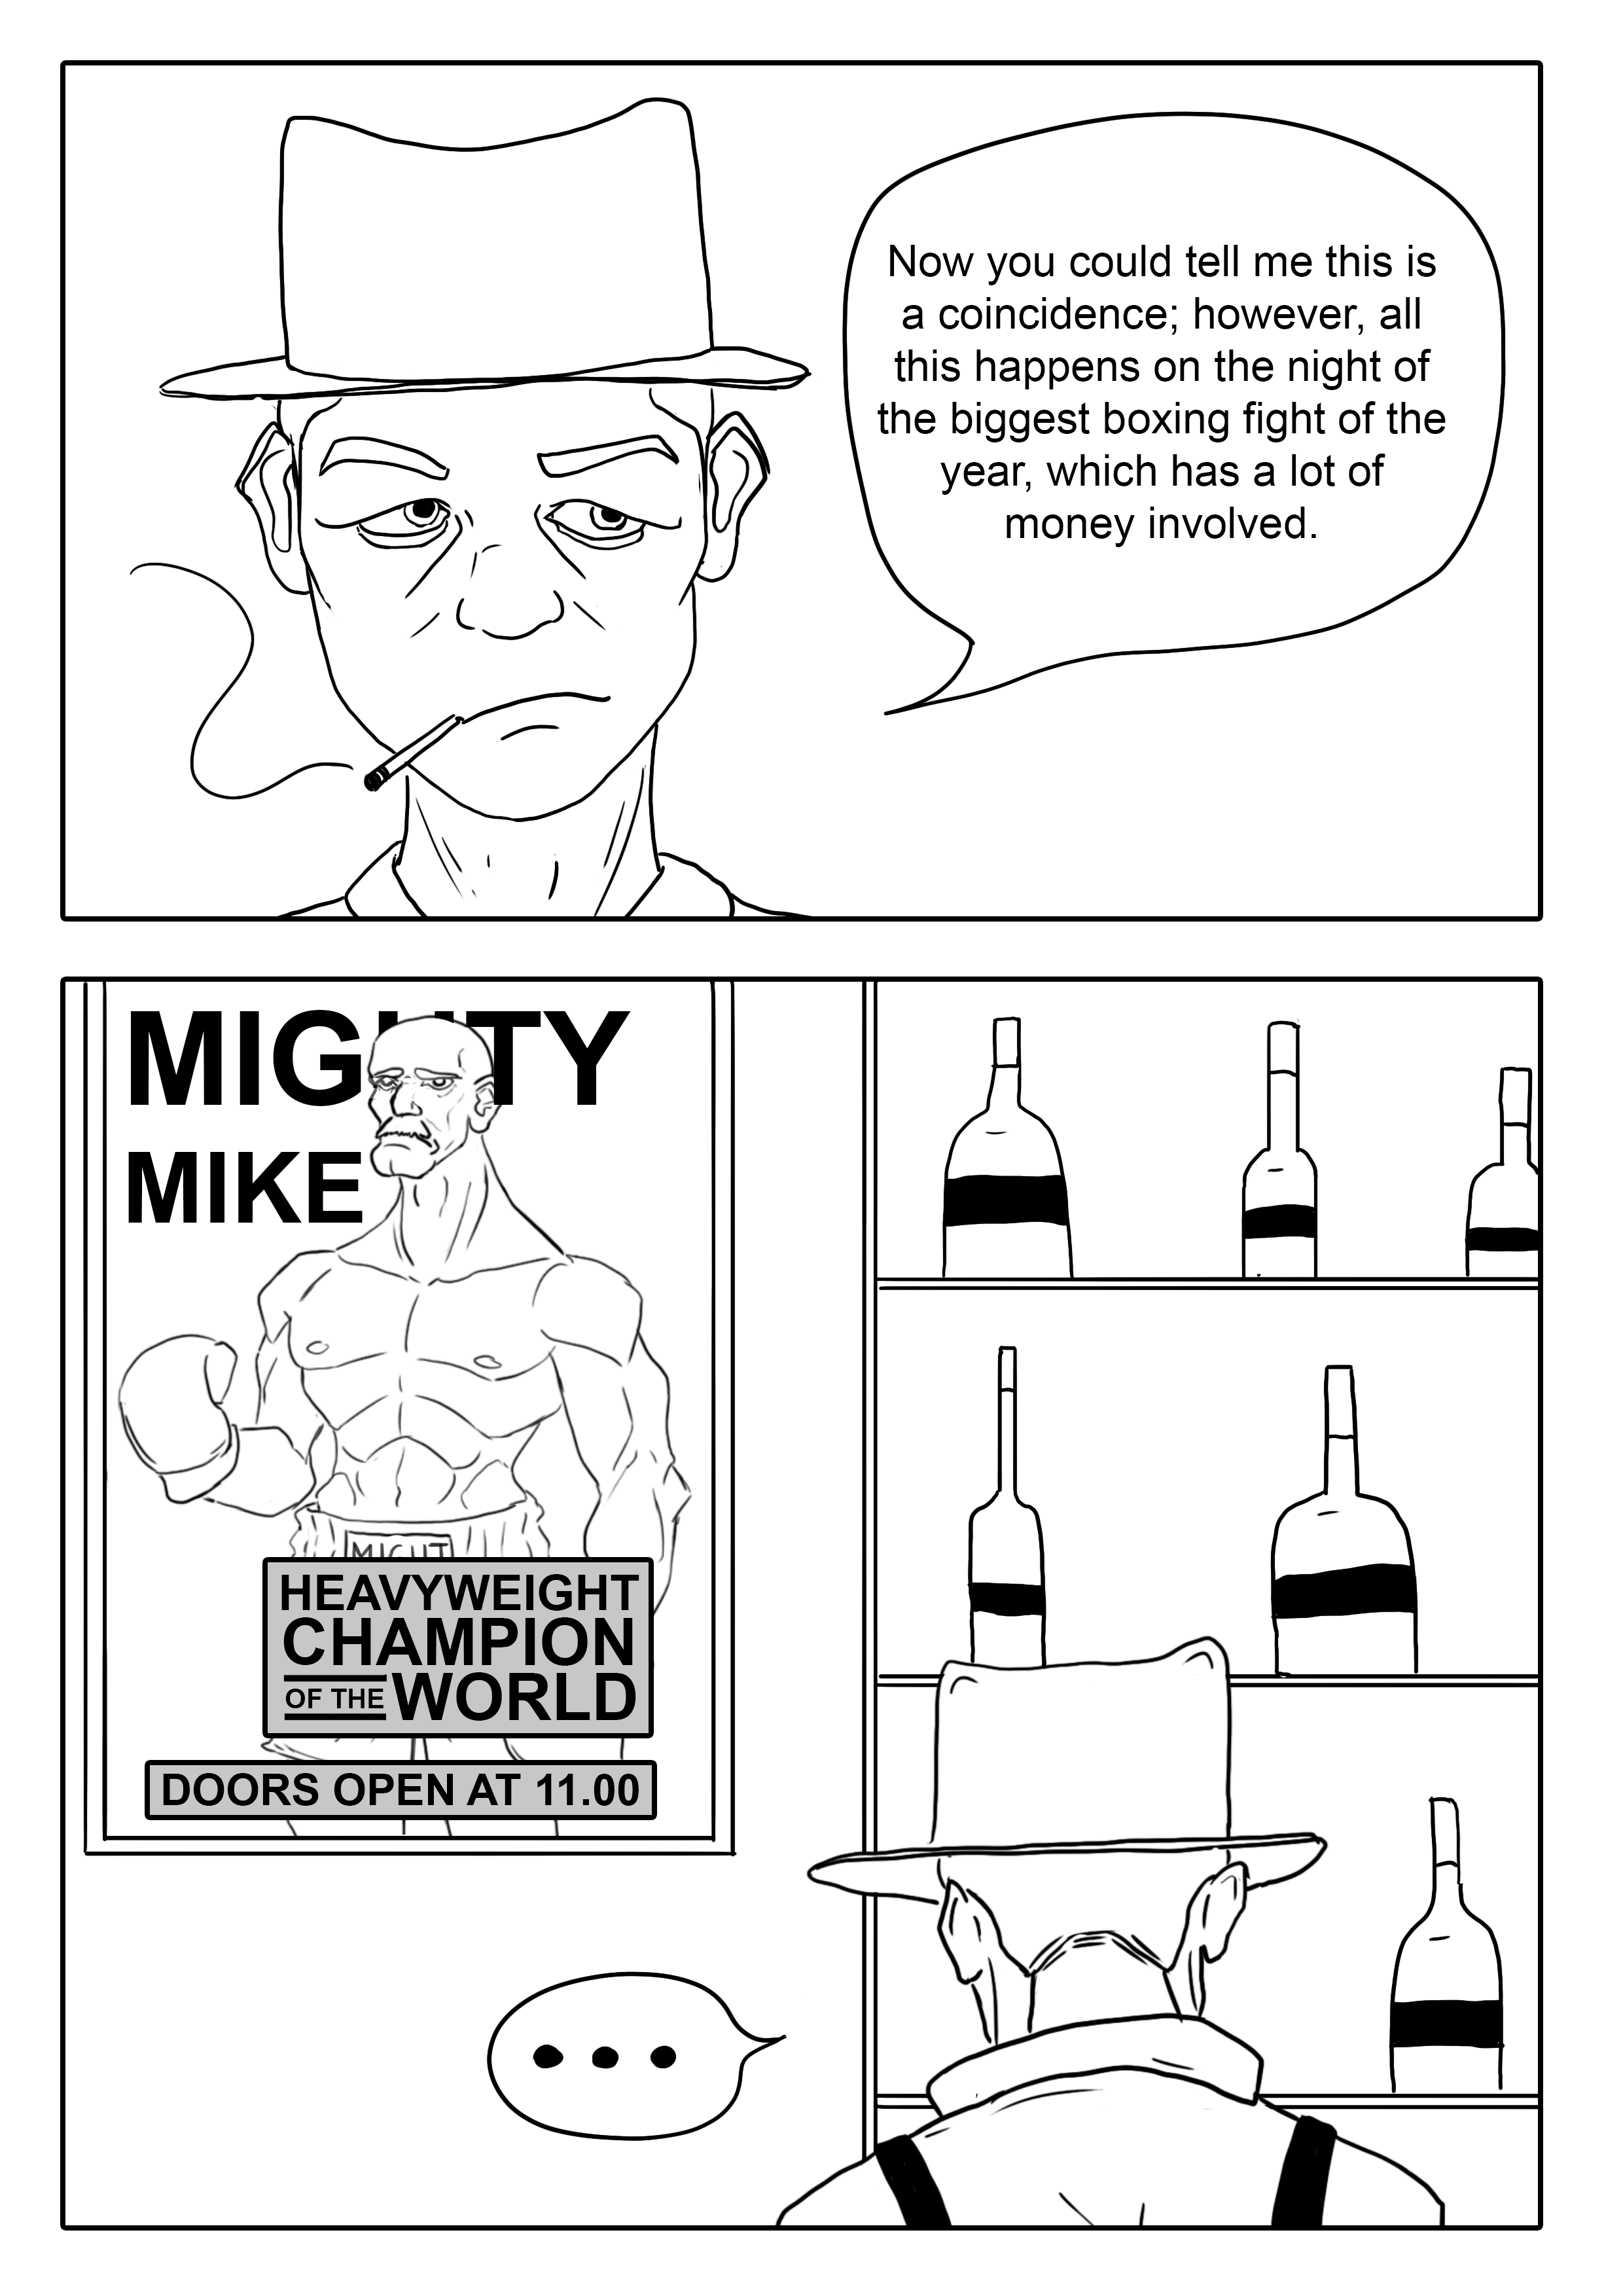 Now you could tell me this is
a coincidence; however, all
this happens on the night of
the biggest boxing fight of the
year, which has a lot of
money involved.
MIGHTY
MIKE
MIGHT
HEAVYWEIGHT
CHAMPION
OF THE WORLD
DOORS OPEN AT 11.00
...